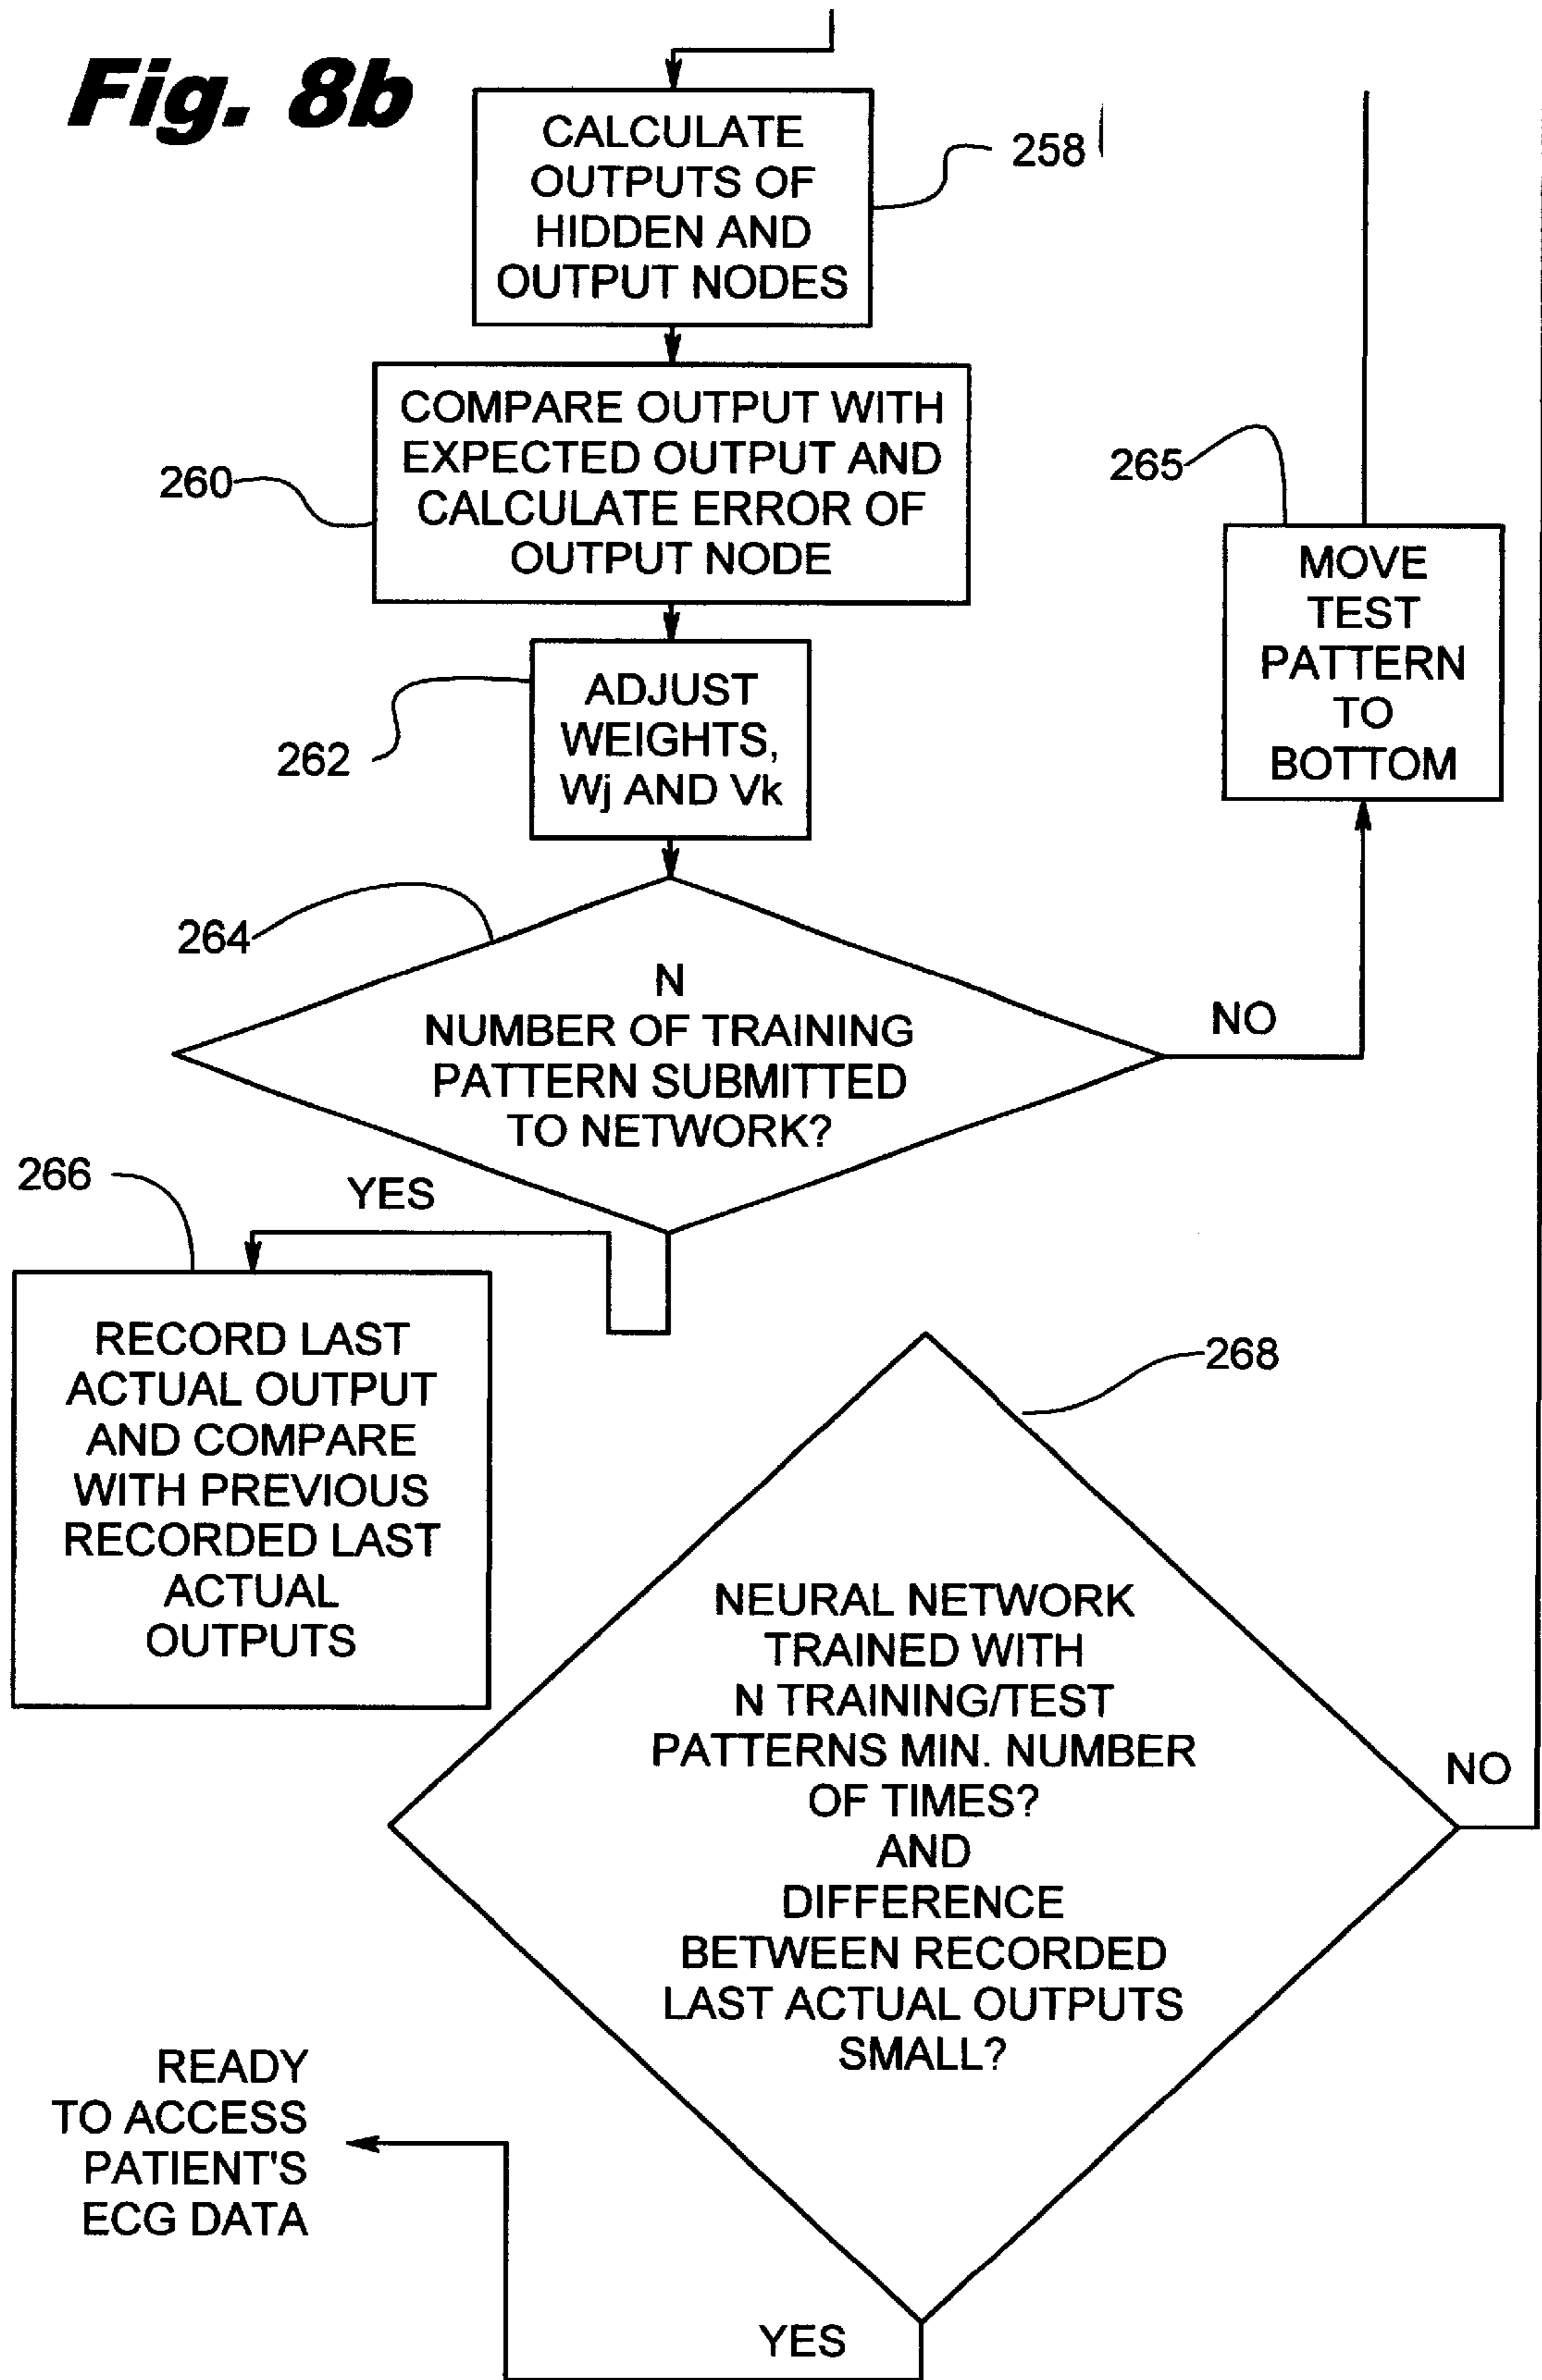 Fig. 8b
CALCULATE
OUTPUTS OF
HIDDEN AND
OUTPUT NODES
258
COMPARE OUTPUT WITH
EXPECTED OUTPUT AND
CALCULATE ERROR OF
OUTPUT NODE
260
265
MOVE
TEST
PATTERN
TO
BOTTOM
ADJUST
WEIGHTS,
Wj AND Vk
262
264
N
NUMBER OF TRAINING
PATTERN SUBMITTED
TO NETWORK?
NO
YES
266
RECORD LAST
ACTUAL OUTPUT
AND COMPARE
WITH PREVIOUS
RECORDED LAST
ACTUAL
OUTPUTS
268
NEURAL NETWORK
TRAINED WITH
N TRAINING/TEST
PATTERNS MIN. NUMBER
OF TIMES?
AND
DIFFERENCE
BETWEEN RECORDED
LAST ACTUAL OUTPUTS
SMALL?
NO
READY
TO ACCESS
PATIENT'S
ECG DATA
YES